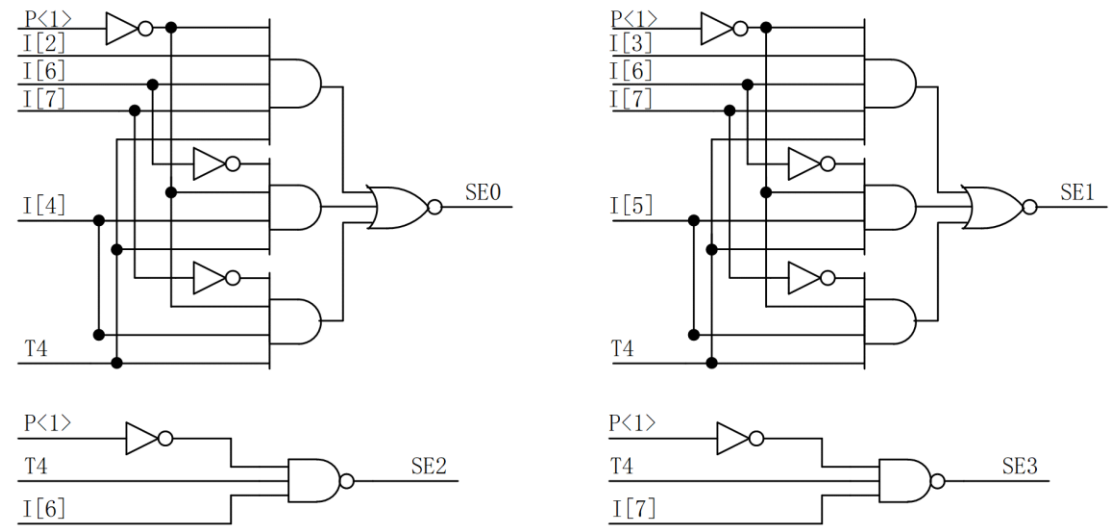 P<1>
I[2]
I[6]
I[7]
I[4]
SE0
T4
P<1>
I[3]
I[6]
I[7]
I[5]
SE1
T4
P<1>
T4
I[6]
SE2
P<1>
T4
I[7]
SE3